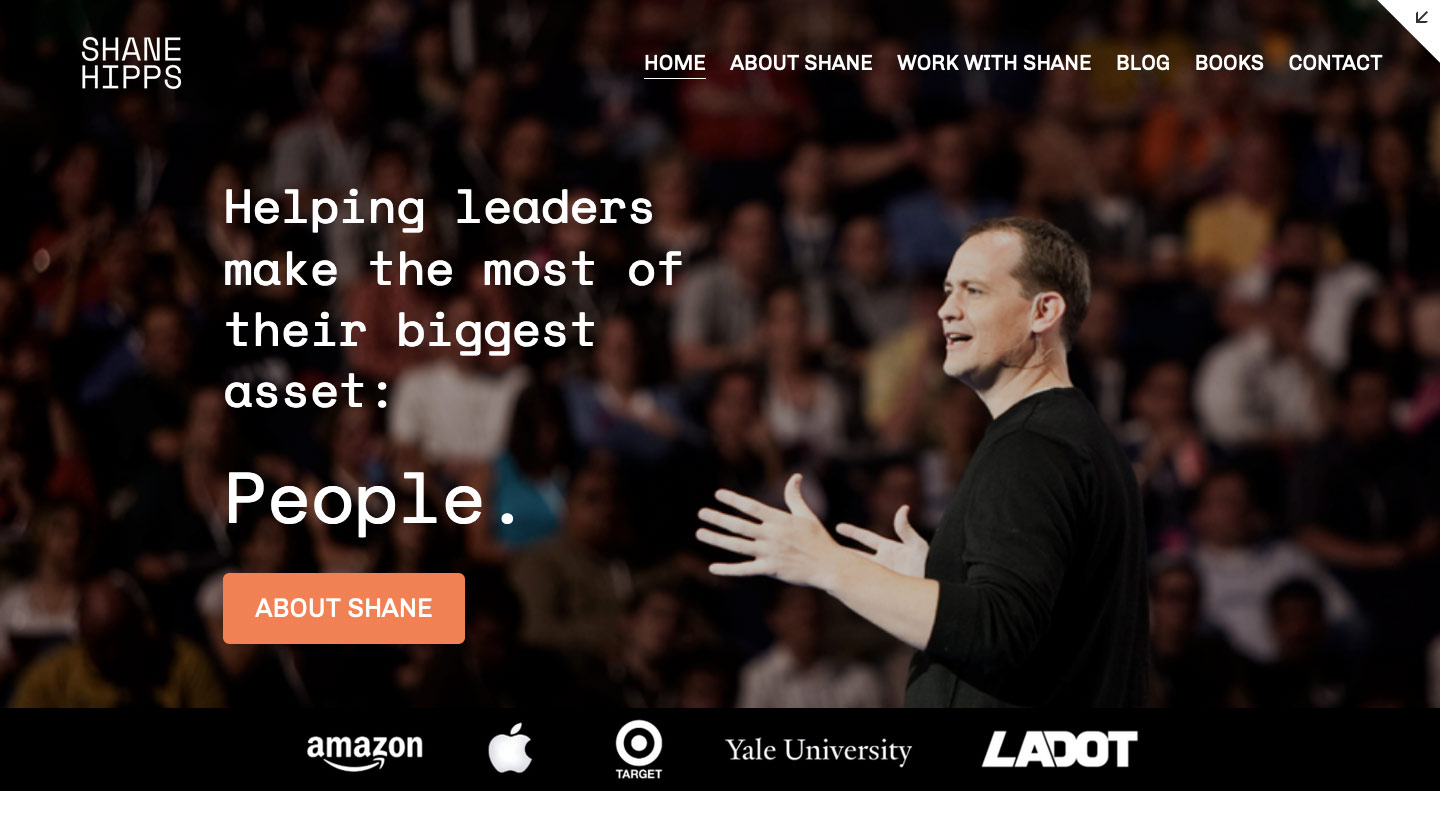 SHANE
HIPPS
HOME ABOUT SHANE WORK WITH SHANE BLOG BOOKS CONTACT
Helping leaders
make the most of
their biggest
asset:
People.
ABOUT SHANE
amazon
TARGET
Yale University
LADOT